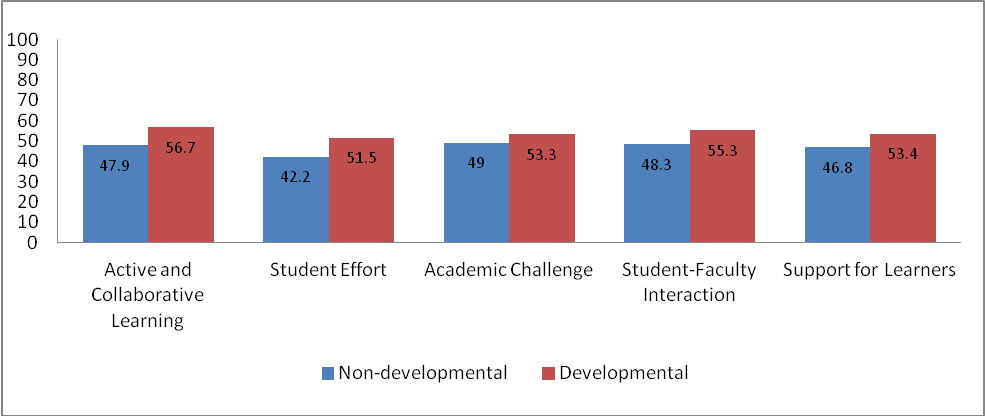 100
90
80
70
60
50
40
30
20
10
0
47.9
56.7
42.2
51.5
49
53.3
48.3
55.3
46.8
53.4
Active and
Collaborative
Learning
Student Effort
Academic Challenge
Student-Faculty
Interaction
Support for Learners
Non-developmental
Developmental